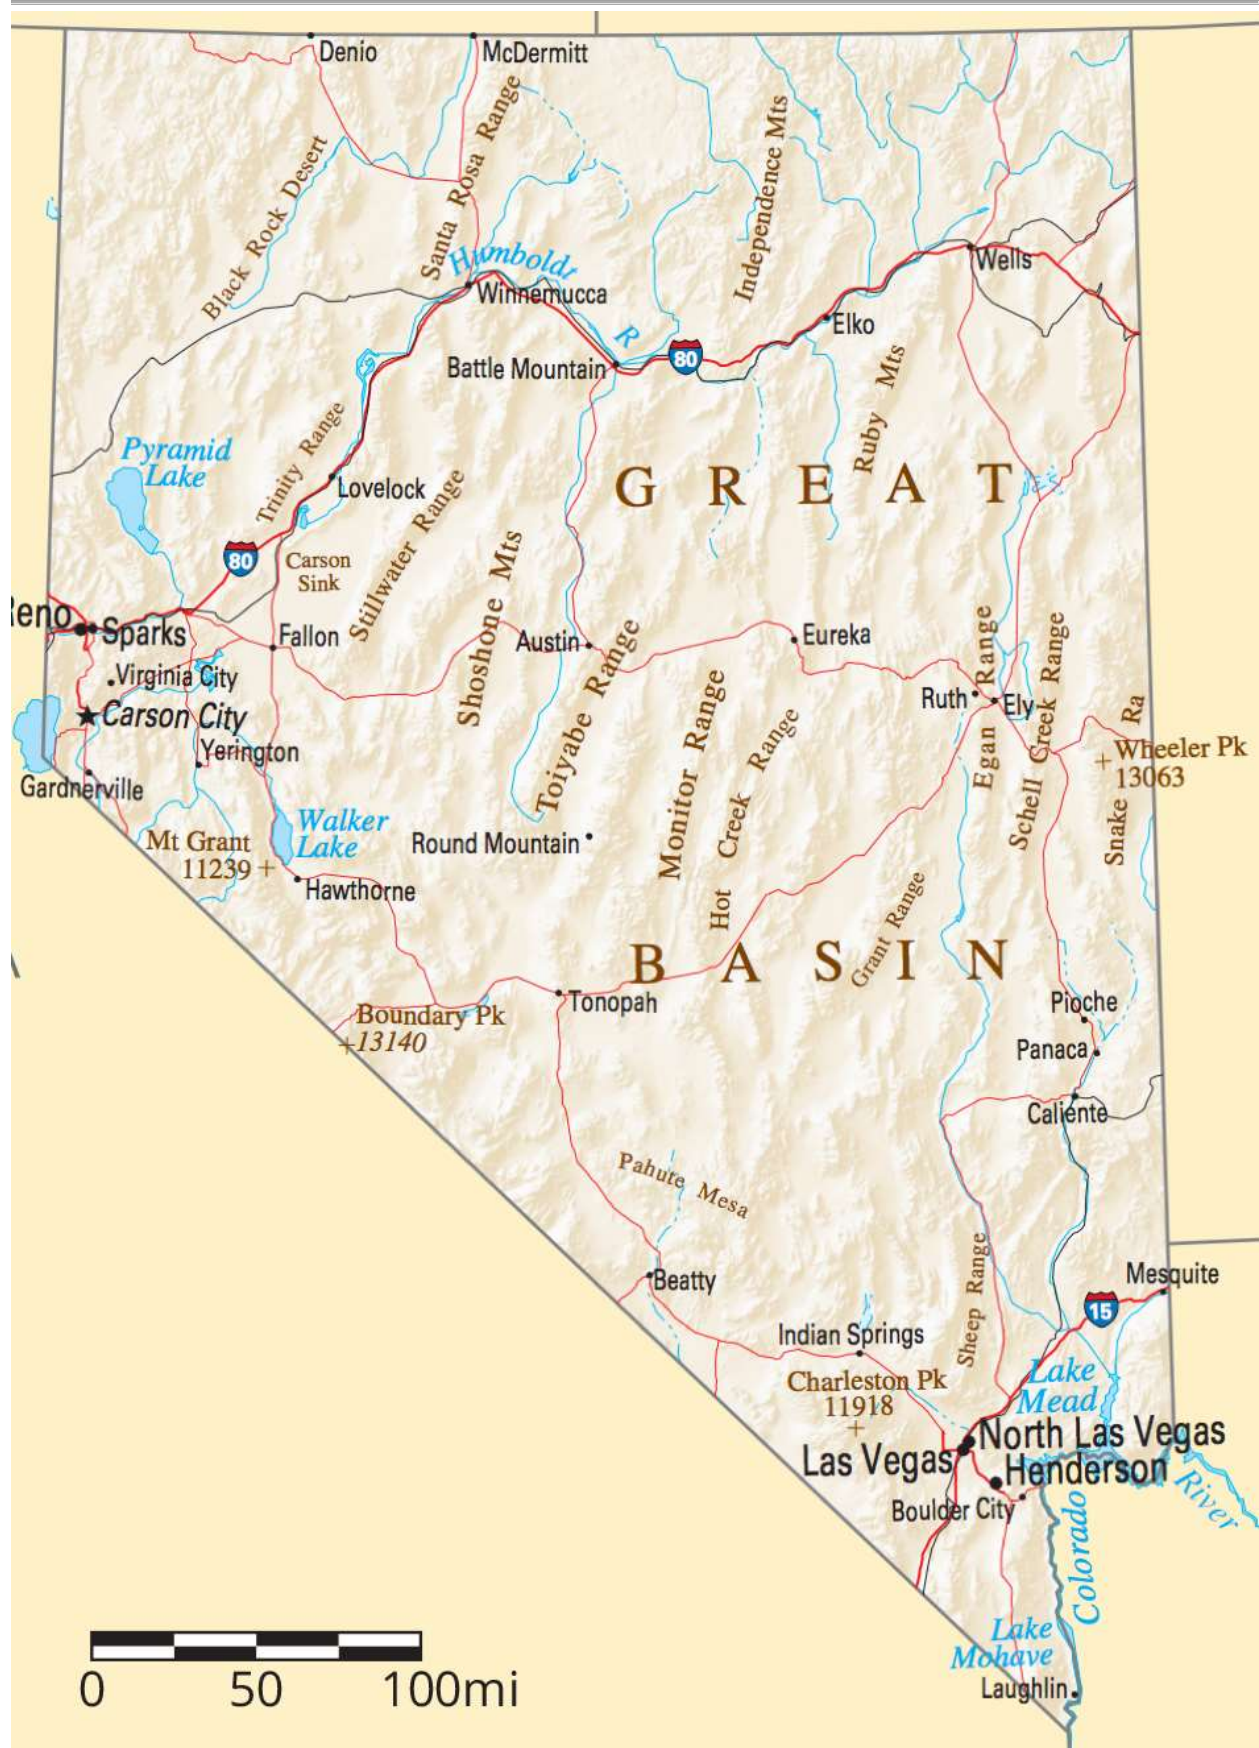 Denio
McDermitt
Santa Rosa Range
Independence Mts
Black Rock Desert
Humboldt
R
Wells
Winnemucca
Elko
80
Battle Mountain
Ruby Mts
Pyramid
Lake
Trinity Range
Lovelock
GREAT
Stillwater Range
80
Carson
Sink
Shoshone Mts
eno
Sparks
Fallon
Austin
Eureka
Toiyabe Range
Virginia City
Carson City
Monitor Range
Hot Creek Range
Ruth
Ely
Egan Range
Schell Creek Range
Snake Ra
Wheeler Pk
13063
Yerington
Gardnerville
Walker
Lake
Mt Grant
11239
Round Mountain
Hawthorne
Grant Range
BASIN
Tonopah
Pioche
Boundary Pk
13140
Panaca
Caliente
Pahute Mesa
Beatty
Sheep Range
Mesquite
15
Indian Springs
Charleston Pk
11918
Lake
Mead
North Las Vegas
Las Vegas
Henderson
Boulder City
Colorado
River
Lake
Mohave
Laughlin
0 50 100mi